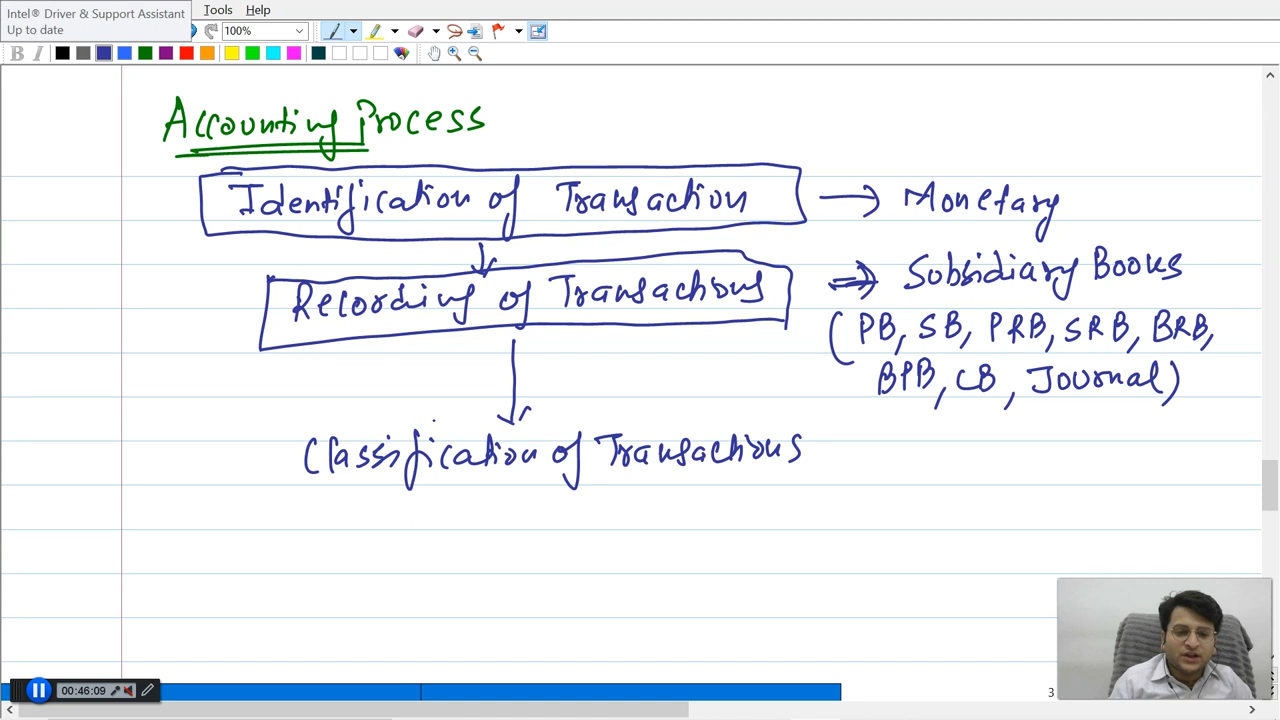 Intel® Driver & Support Assistant
Up to date
Tools Help
100%
B I
Accounting Process
Identification of Transaction → Monetary
Recording of Transactions ⇒ Subsidiary Books
(PB, SB, PRB, SRB, BRB,
BPB, CB, Journal)
Classification of Transactions
00:46:09
3